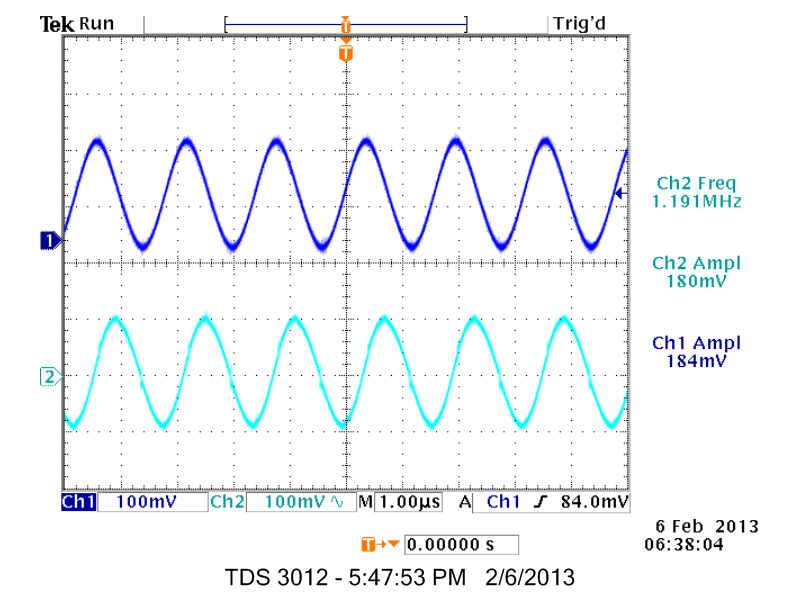 Tek Run Trig'd
T
T
Ch2 Freq
1.191MHz
Ch2 Ampl
180mV
Ch1 Ampl
184mV
1
2
Ch1 100mV Ch2 100mV M 1.00µs A Ch1 84.0mV
T 0.00000 s
6 Feb 2013
06:38:04
TDS 3012 - 5:47:53 PM 2/6/2013